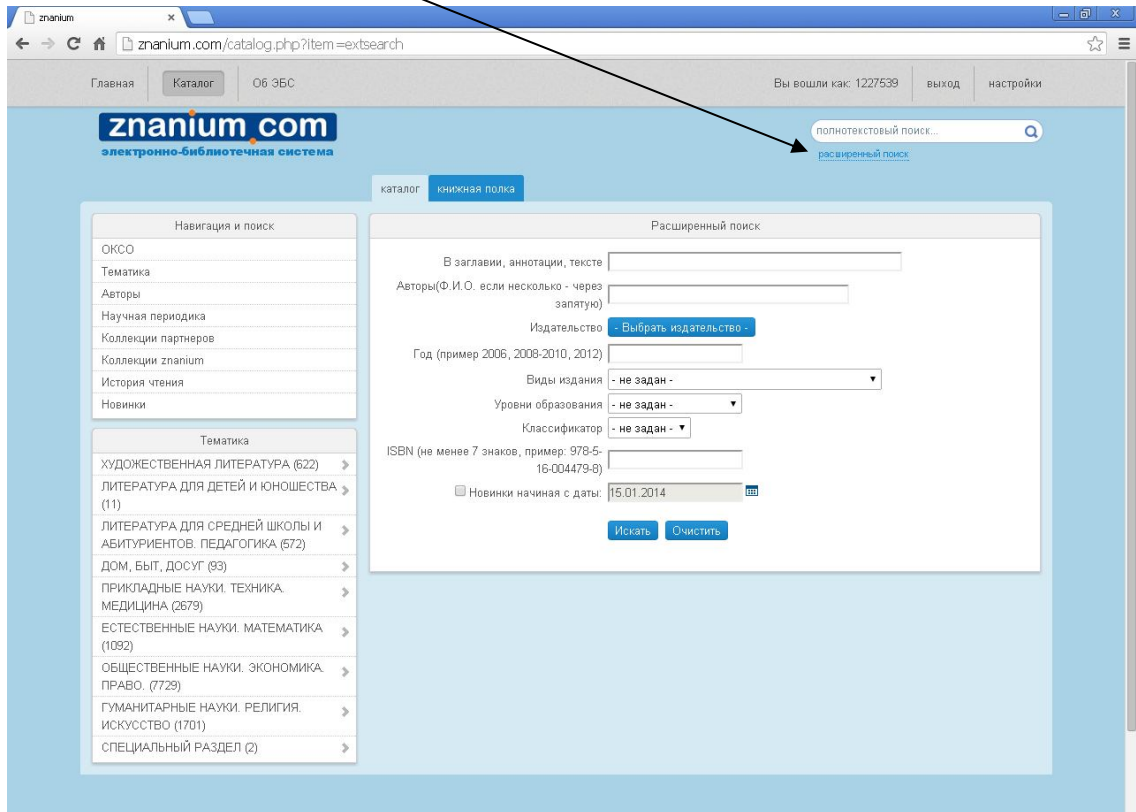 znanium
znanium.com/catalog.php?item=extsearch
Главная Каталог Об ЭБС Вы вошли как: 1227539 выход настройки
znanium.com
электронно-библиотечная система
полнотекстовый поиск...
расширенный поиск
каталог книжная полка
Навигация и поиск
ОКСО
Тематика
Авторы
Научная периодика
Коллекции партнеров
Коллекции znanium
История чтения
Новинки
Тематика
ХУДОЖЕСТВЕННАЯ ЛИТЕРАТУРА (622)
ЛИТЕРАТУРА ДЛЯ ДЕТЕЙ И ЮНОШЕСТВА
(11)
ЛИТЕРАТУРА ДЛЯ СРЕДНЕЙ ШКОЛЫ И
АБИТУРИЕНТОВ. ПЕДАГОГИКА (572)
ДОМ, БЫТ, ДОСУГ (93)
ПРИКЛАДНЫЕ НАУКИ. ТЕХНИКА.
МЕДИЦИНА (2679)
ЕСТЕСТВЕННЫЕ НАУКИ. МАТЕМАТИКА
(1092)
ОБЩЕСТВЕННЫЕ НАУКИ. ЭКОНОМИКА.
ПРАВО. (7729)
ГУМАНИТАРНЫЕ НАУКИ. РЕЛИГИЯ.
ИСКУССТВО (1701)
СПЕЦИАЛЬНЫЙ РАЗДЕЛ (2)
Расширенный поиск
В заглавии, аннотации, тексте
Авторы(Ф.И.О. если несколько - через
запятую)
Издательство - Выбрать издательство -
Год (пример 2006, 2008-2010, 2012)
Виды издания - не задан -
Уровни образования - не задан -
Классификатор - не задан -
ISBN (не менее 7 знаков, пример: 978-5-
16-004479-8)
Новинки начиная с даты: 15.01.2014
Искать Очистить